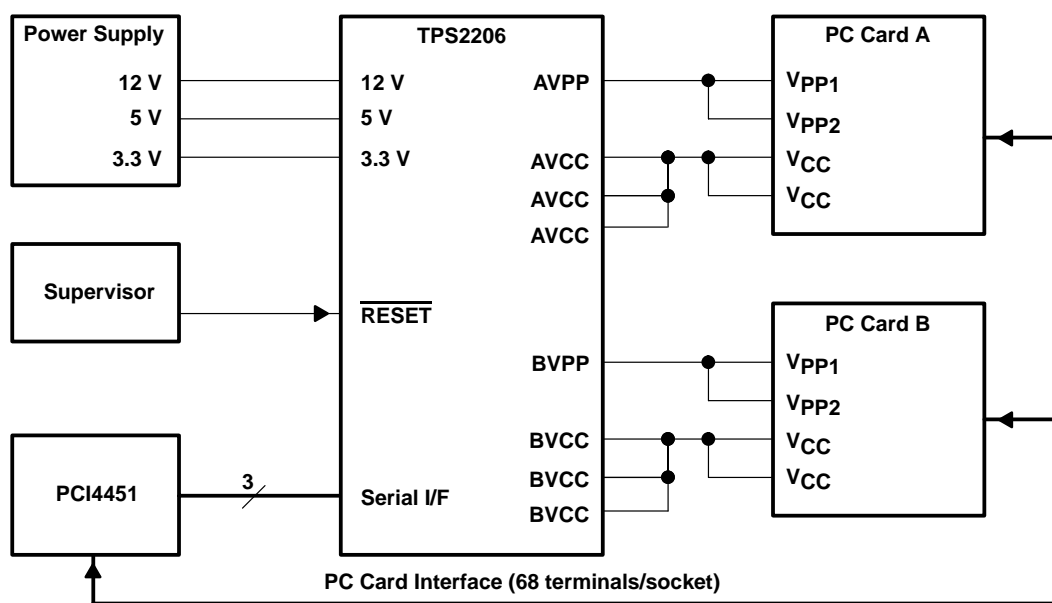 Power Supply
12 V
5 V
3.3 V
Supervisor
PCI4451
3
TPS2206
12 V
5 V
3.3 V
RESET
Serial I/F
AVPP
AVCC
AVCC
AVCC
BVPP
BVCC
BVCC
BVCC
PC Card A
VPP1
VPP2
VCC
VCC
PC Card B
VPP1
VPP2
VCC
VCC
PC Card Interface (68 terminals/socket)